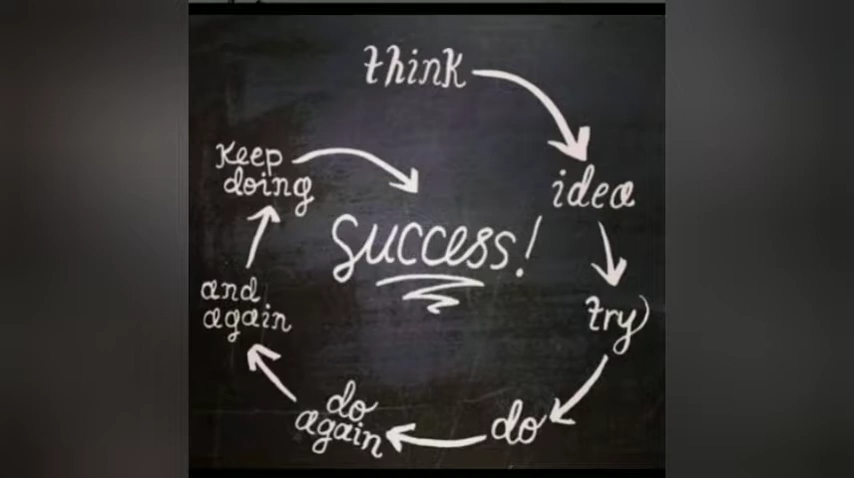 think
idea
try
do
do
again
and
again
keep
doing
success!